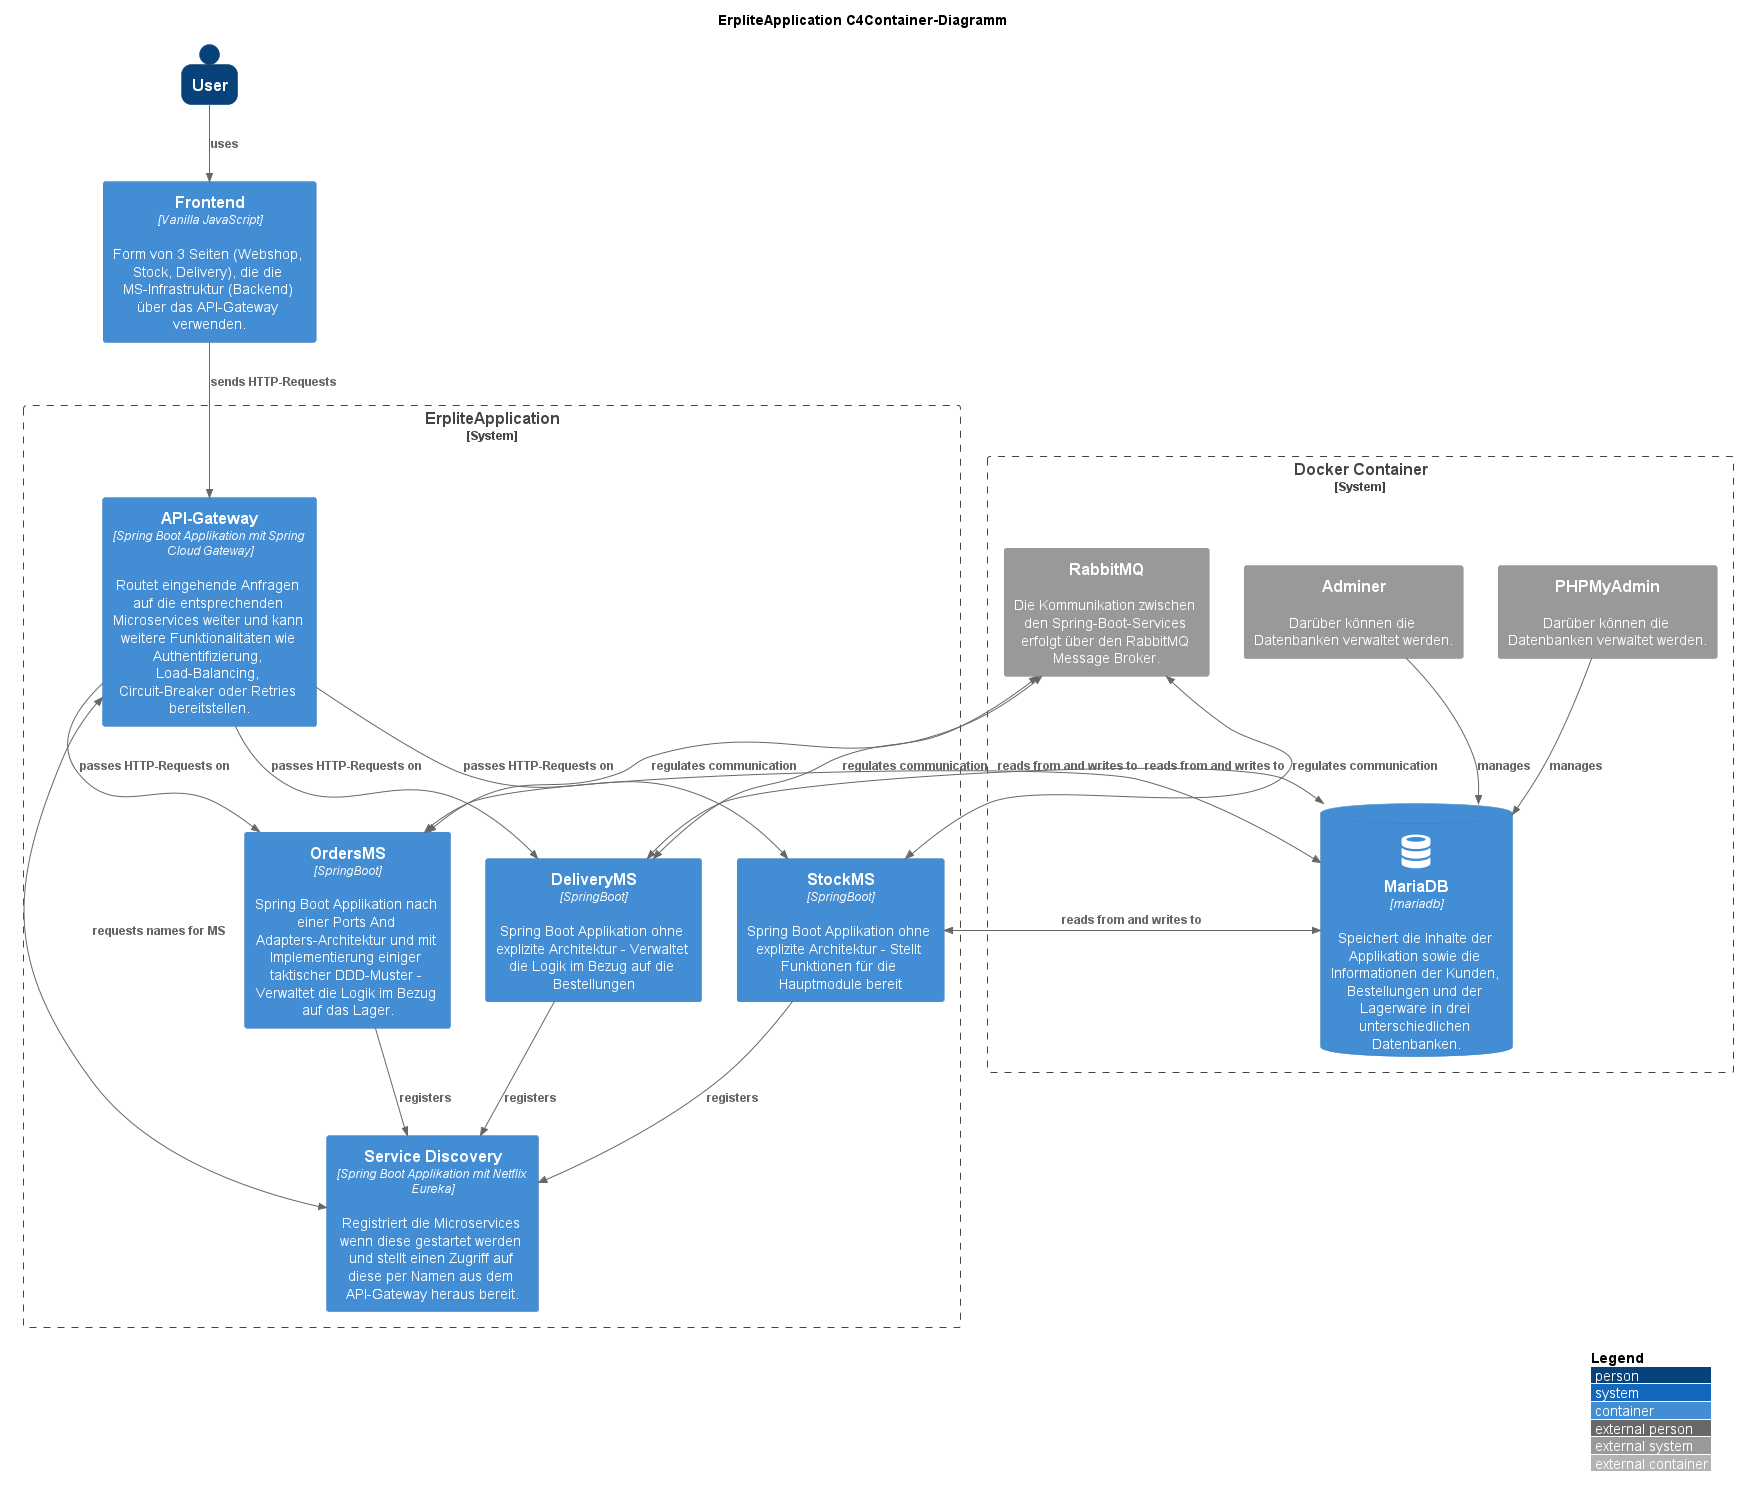 ErpliteApplication C4Container-Diagramm
User
uses
Frontend
[Vanilla JavaScript]
Form von 3 Seiten (Webshop,
Stock, Delivery), die die
MS-Infrastruktur (Backend)
über das API-Gateway
verwenden.
sends HTTP-Requests
ErpliteApplication
[System]
API-Gateway
[Spring Boot Applikation mit Spring
Cloud Gateway]
Routet eingehende Anfragen
auf die entsprechenden
Microservices weiter und kann
weitere Funktionalitäten wie
Authentifizierung,
Load-Balancing,
Circuit-Breaker oder Retries
bereitstellen.
Docker Container
[System]
RabbitMQ
Die Kommunikation zwischen
den Spring-Boot-Services
erfolgt über den RabbitMQ
Message Broker.
Adminer
Darüber können die
Datenbanken verwaltet werden.
PHPMyAdmin
Darüber können die
Datenbanken verwaltet werden.
passes HTTP-Requests on
passes HTTP-Requests on
passes HTTP-Requests on
regulates communication
regulates communication
reads from and writes to
reads from and writes to
regulates communication
manages
manages
OrdersMS
[SpringBoot]
Spring Boot Applikation nach
einer Ports And
Adapters-Architektur und mit
Implementierung einiger
taktischer DDD-Muster -
Verwaltet die Logik im Bezug
auf das Lager.
DeliveryMS
[SpringBoot]
Spring Boot Applikation ohne
explizite Architektur - Verwaltet
die Logik im Bezug auf die
Bestellungen
StockMS
[SpringBoot]
Spring Boot Applikation ohne
explizite Architektur - Stellt
Funktionen für die
Hauptmodule bereit
reads from and writes to
MariaDB
[mariadb]
Speichert die Inhalte der
Applikation sowie die
Informationen der Kunden,
Bestellungen und der
Lagerware in drei
unterschiedlichen
Datenbanken.
requests names for MS
registers
registers
registers
Service Discovery
[Spring Boot Applikation mit Netflix
Eureka]
Registriert die Microservices
wenn diese gestartet werden
und stellt einen Zugriff auf
diese per Namen aus dem
API-Gateway heraus bereit.
Legend
person
system
container
external person
external system
external container